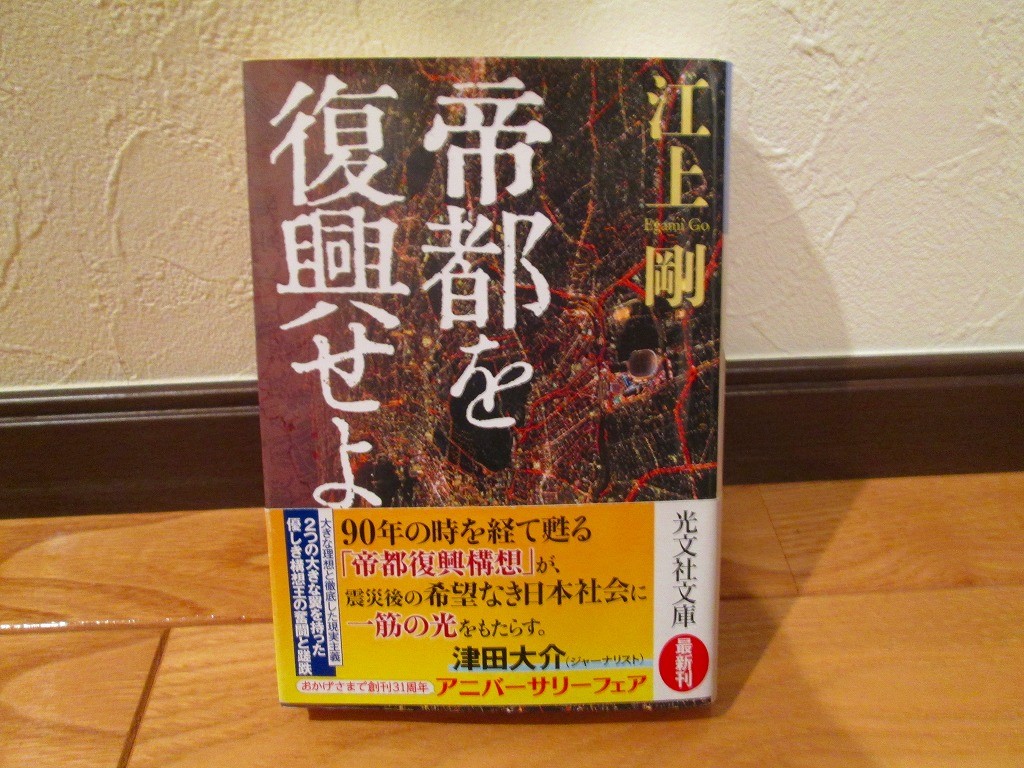 江上剛
Egami Go
帝都を
復興せよ
90年の時を経て甦る
「帝都復興構想」が、
震災後の希望なき日本社会に
一筋の光をもたらす。
津田大介(ジャーナリスト)
大きな理想と徹底した現実主義
2つの大きな翼を持った
優しき構想王の奮闘と蹉跌
おかげさまで創刊31周年
アニバーサリーフェア
光文社文庫
最新刊